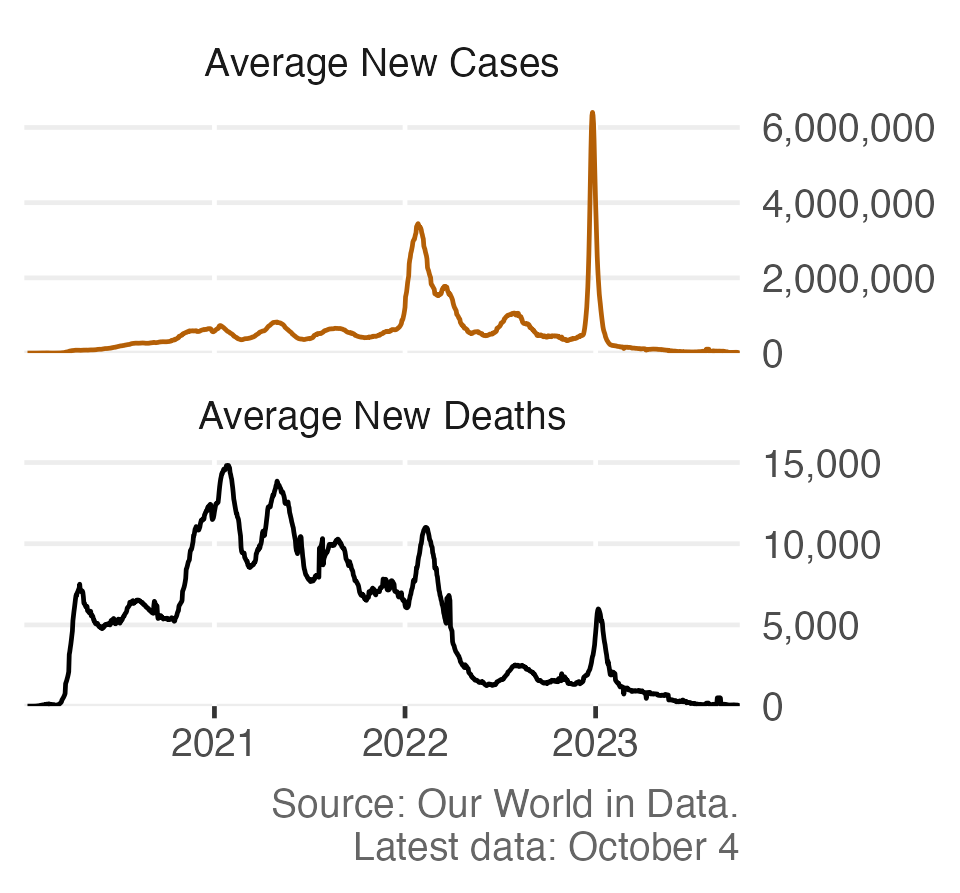 Average New Cases
6,000,000
4,000,000
2,000,000
0
Average New Deaths
15,000
10,000
5,000
0
2021 2022 2023
Source: Our World in Data.
Latest data: October 4